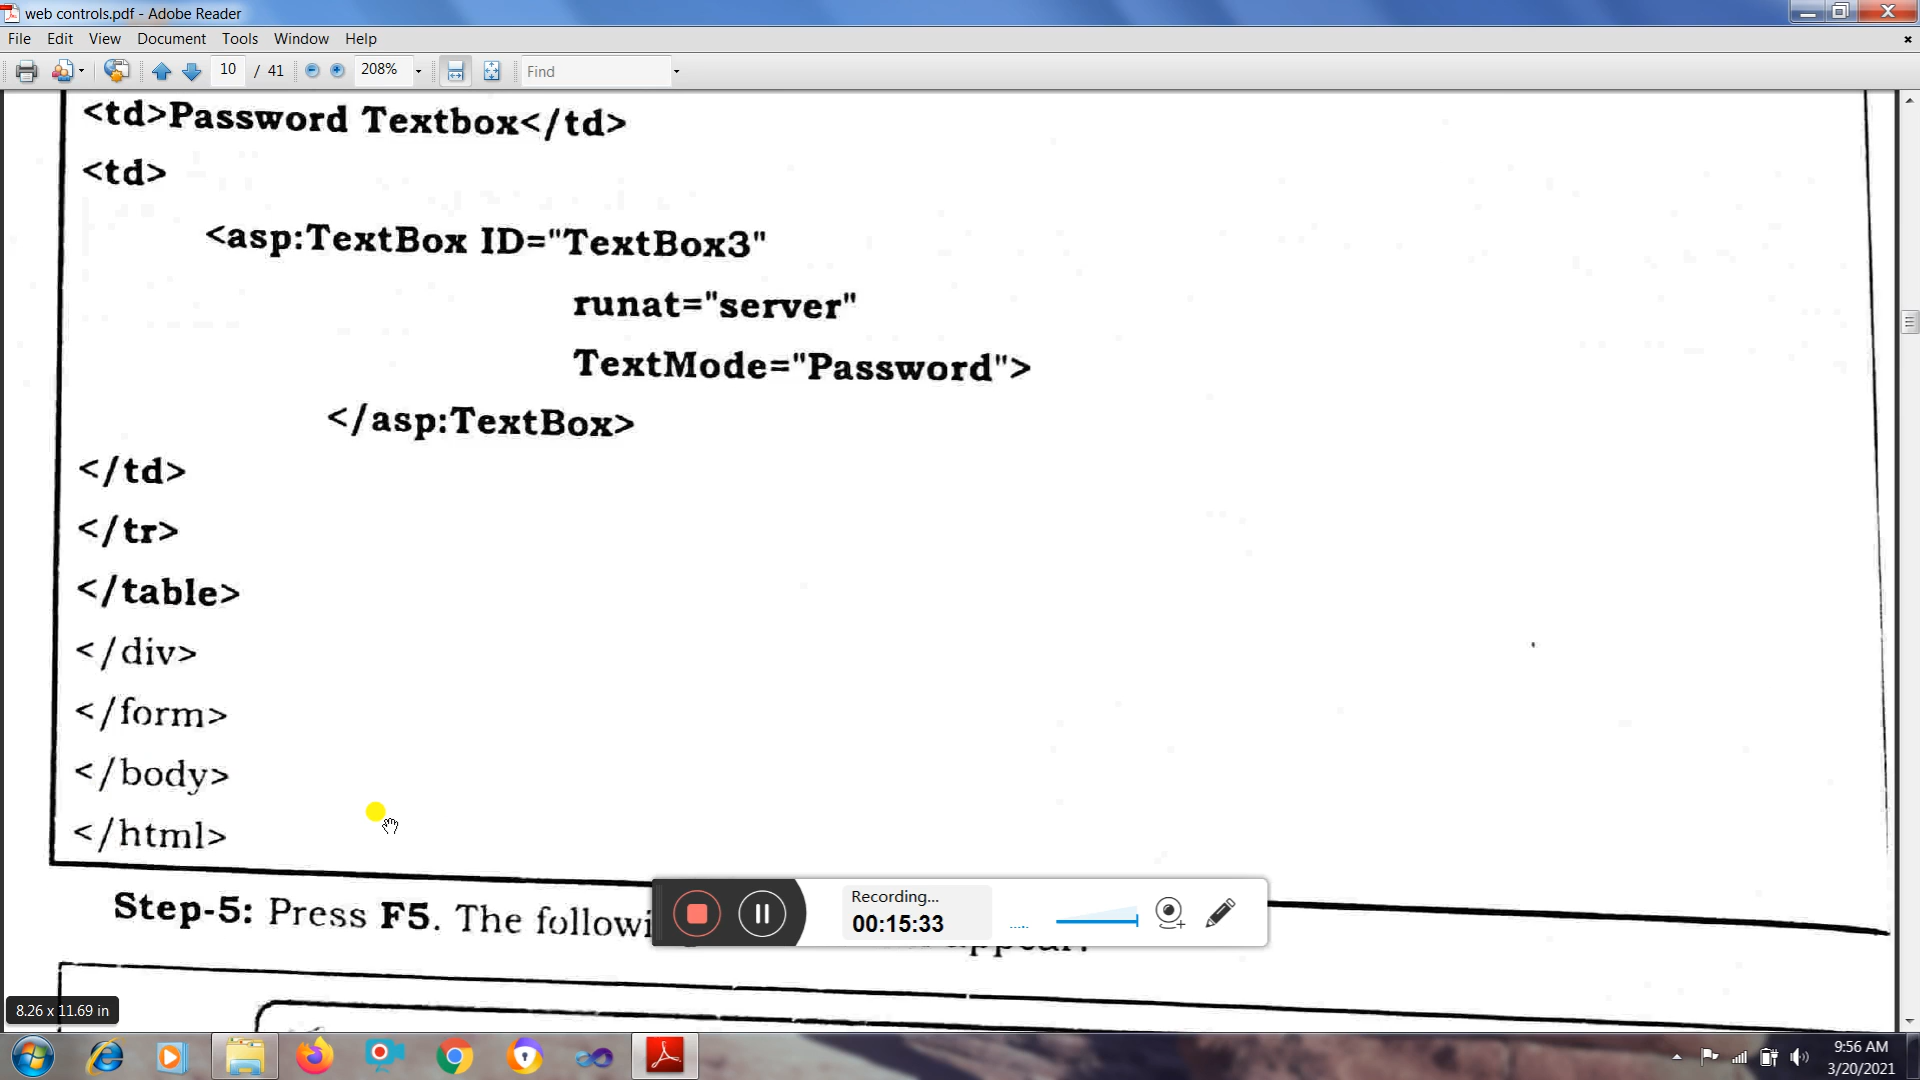 web controls.pdf - Adobe Reader
File Edit View Document Tools Window Help
10 / 41 208% Find
<td>Password Textbox</td>
<td>
<asp:TextBox ID="TextBox3"
runat="server"
TextMode="Password">
</asp:TextBox>
</td>
</tr>
</table>
</div>
</form>
</body>
</html>
Step-5: Press F5. The followi appear.
Recording...
00:15:33
8.26 x 11.69 in
9:56 AM
3/20/2021